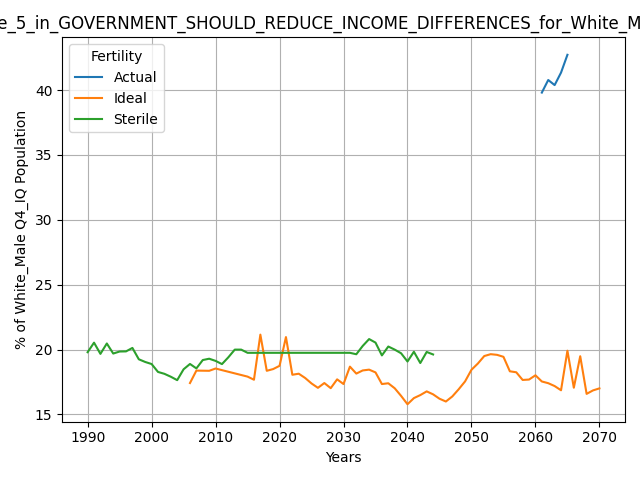 e_5_in_GOVERNMENT_SHOULD_REDUCE_INCOME_DIFFERENCES_for_White_M
Fertility
Actual
Ideal
Sterile
% of White_Male Q4_IQ Population
40
35
30
25
20
15
1990 2000 2010 2020 2030 2040 2050 2060 2070
Years